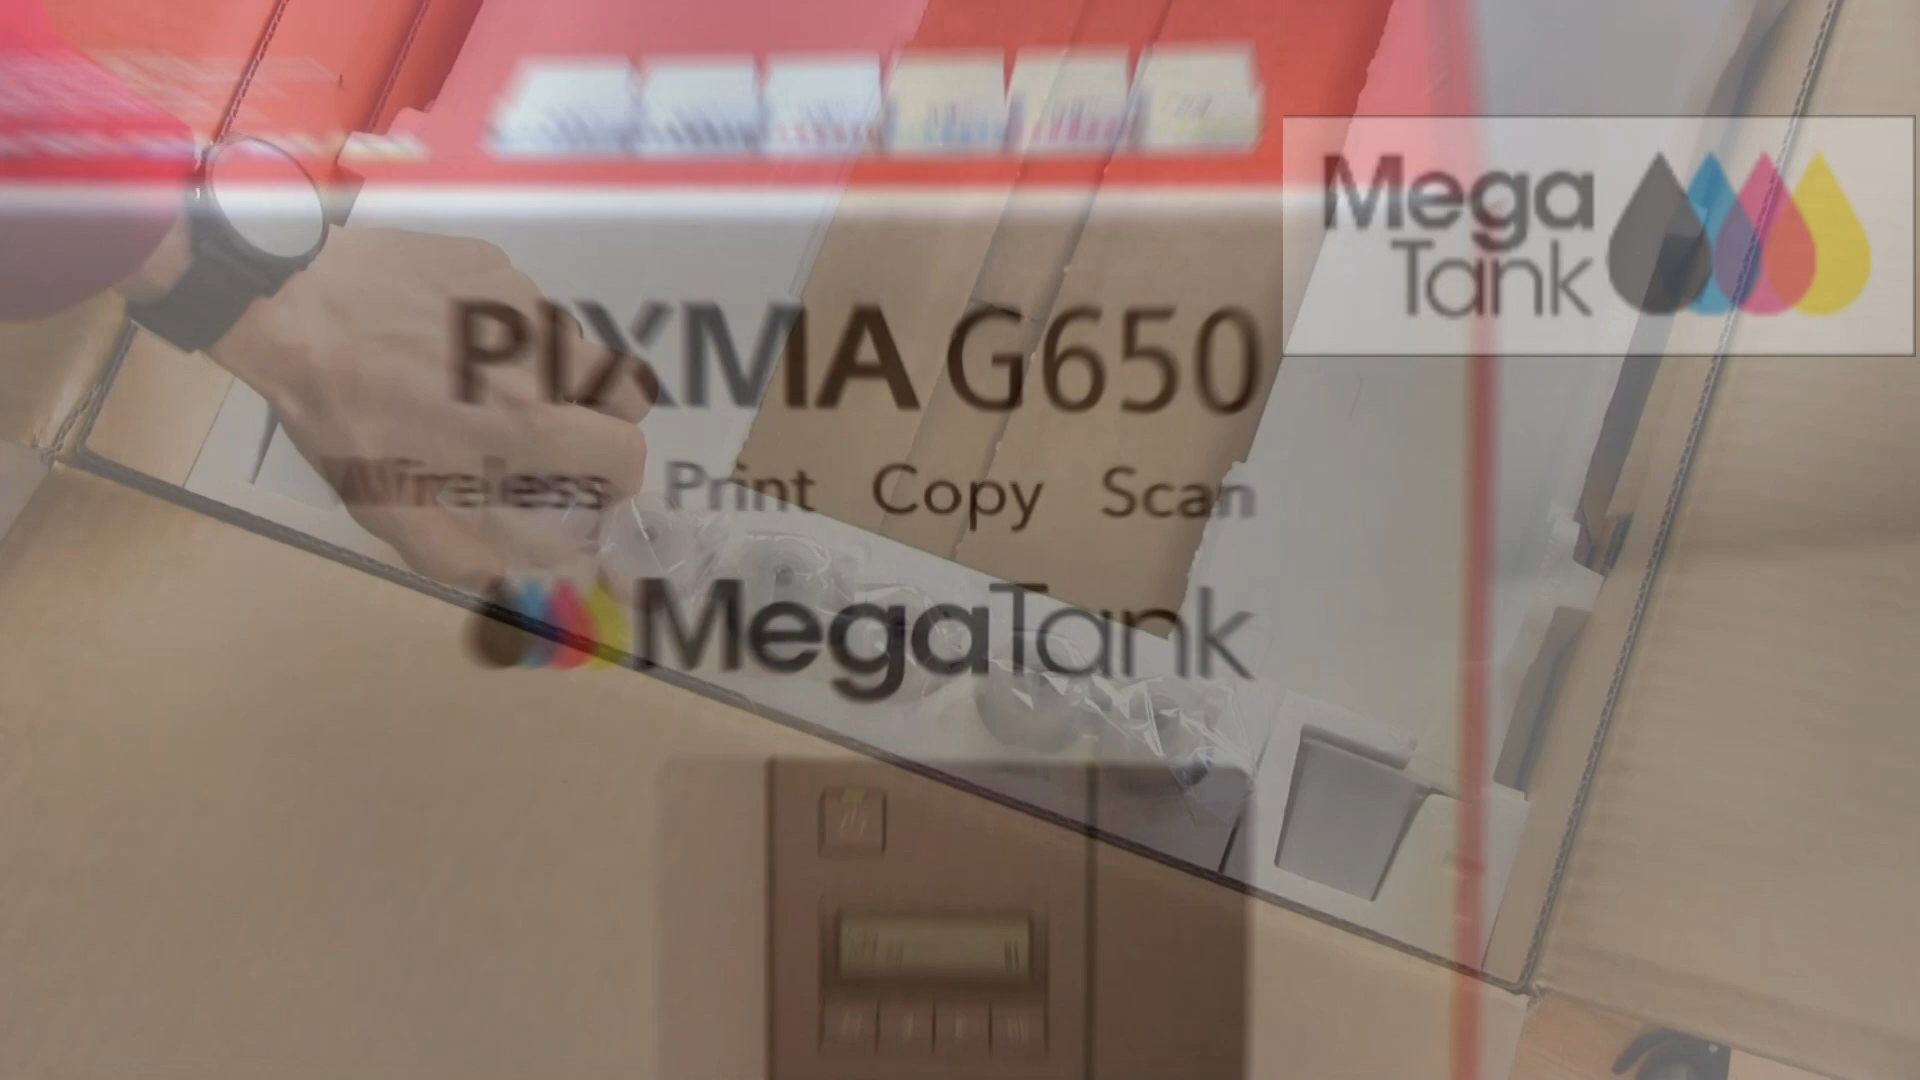 Mega
Tank
PIXMA G650
Wireless Print Copy Scan
MegaTank